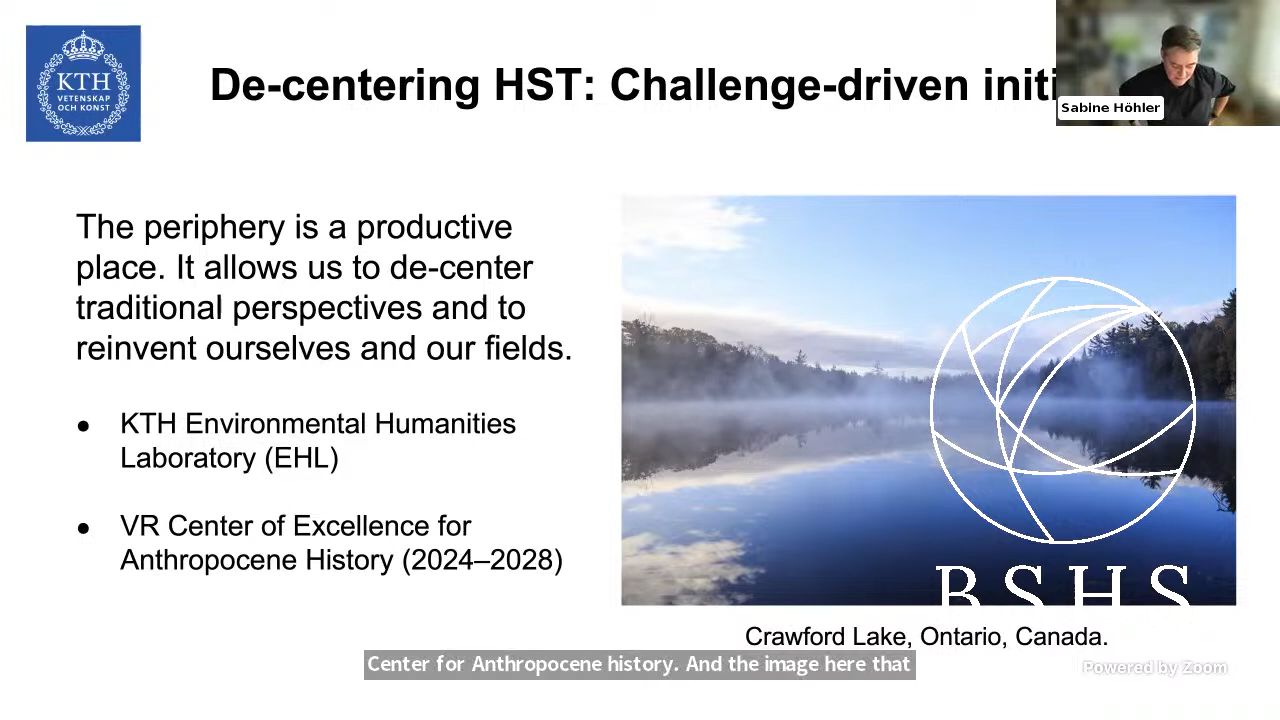 KTH
VETENSKAP
OCH KONST
De-centering HST: Challenge-driven initi
Sabine Höhler
The periphery is a productive
place. It allows us to de-center
traditional perspectives and to
reinvent ourselves and our fields.
• KTH Environmental Humanities
Laboratory (EHL)
• VR Center of Excellence for
Anthropocene History (2024–2028)
BSHS
Crawford Lake, Ontario, Canada.
Center for Anthropocene history. And the image here that
Powered by Zoom